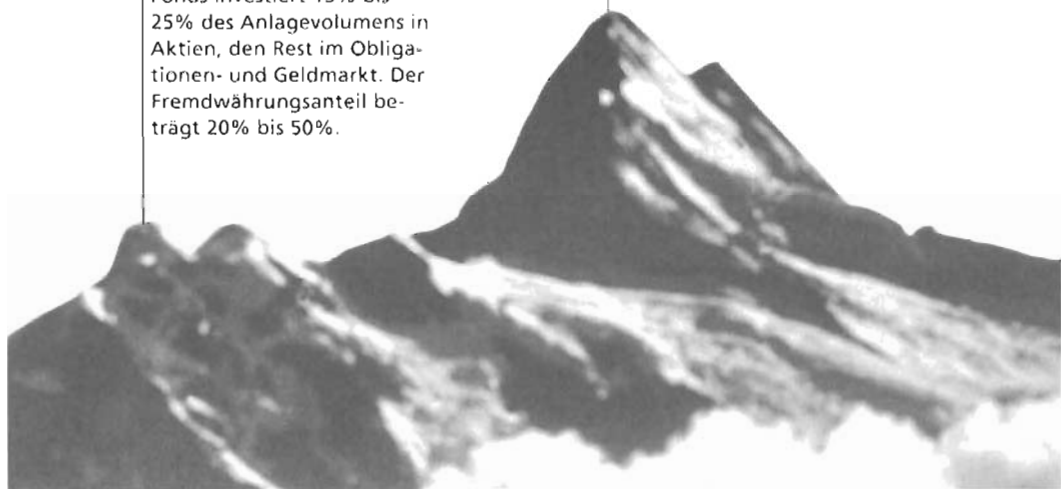 25% des Anlagevolumens in
Aktien, den Rest im Obliga-
tionen- und Geldmarkt. Der
Fremdwährungsanteil be-
trägt 20% bis 50%.